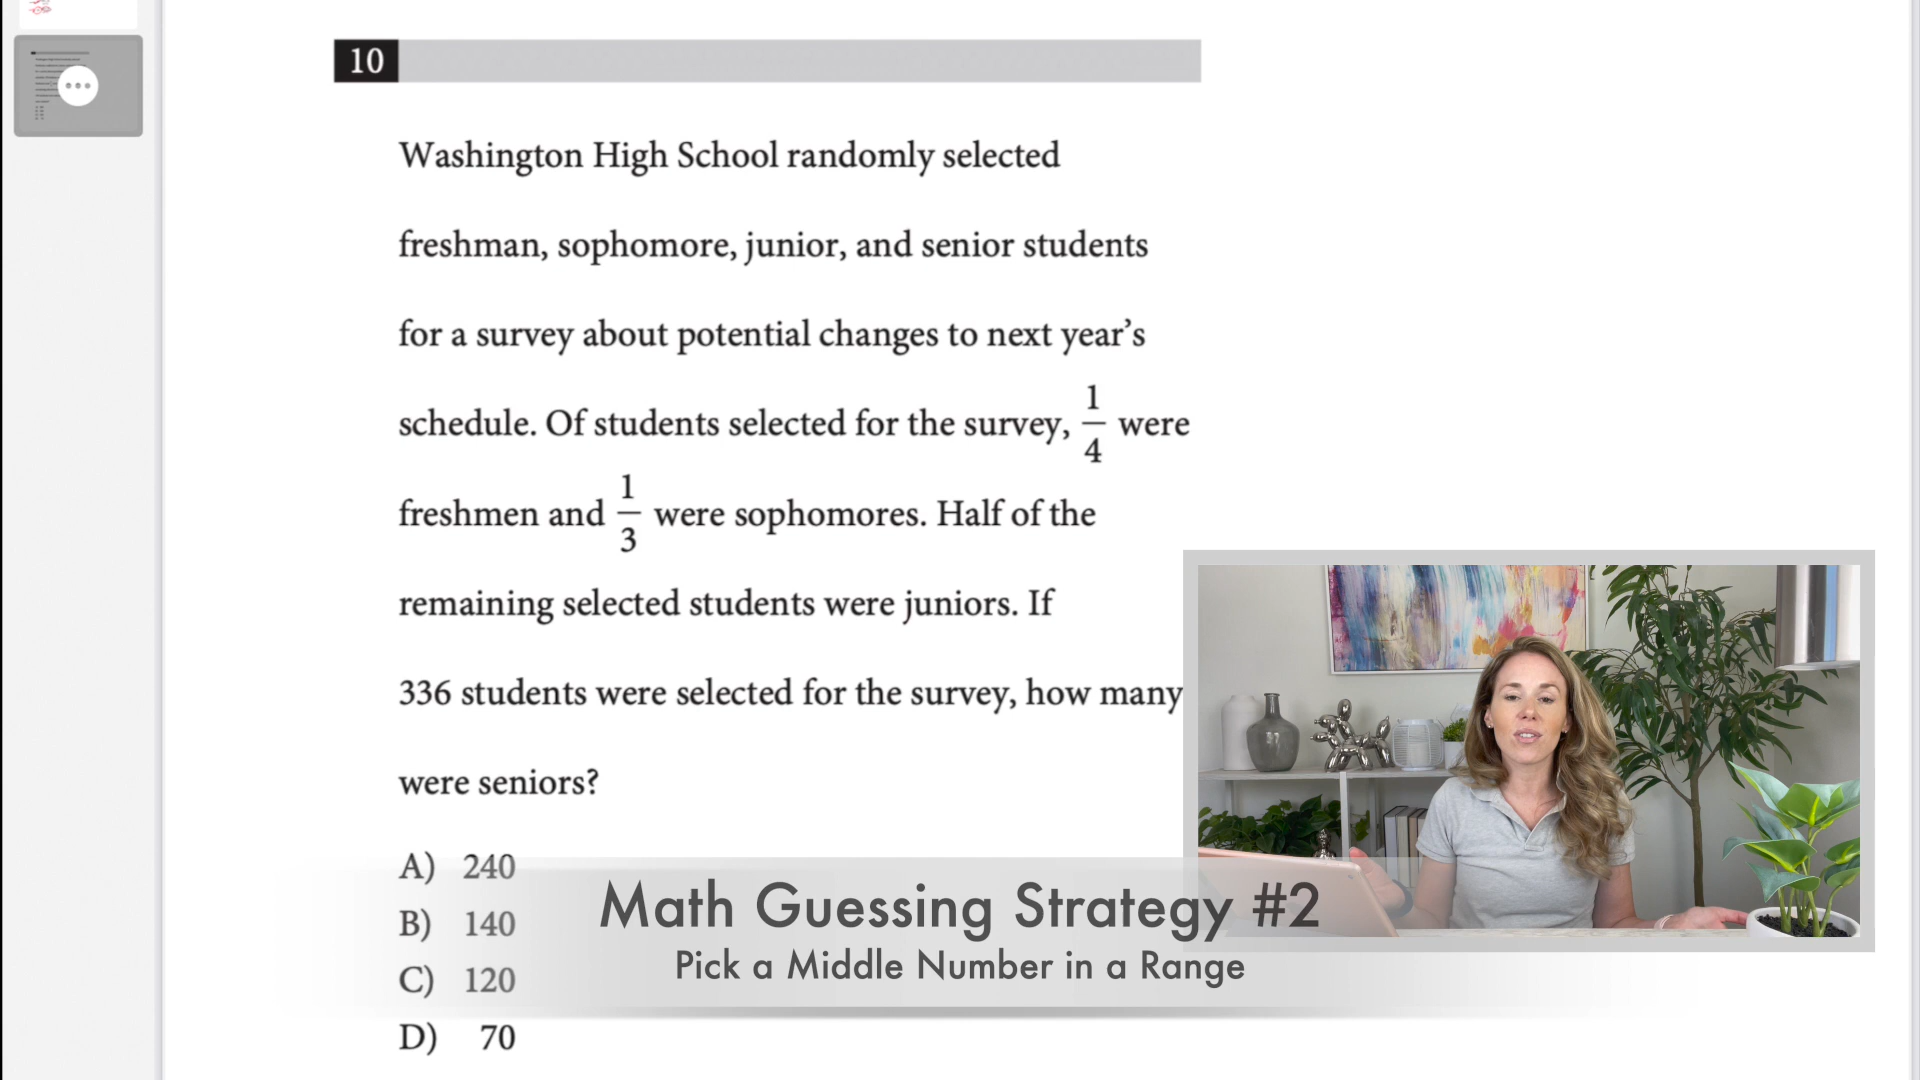 10
Washington High School randomly selected
freshman, sophomore, junior, and senior students
for a survey about potential changes to next year’s
schedule. Of students selected for the survey, 1/4 were
freshmen and 1/3 were sophomores. Half of the
remaining selected students were juniors. If
336 students were selected for the survey, how many
were seniors?
A) 240
B) 140
C) 120
D) 70
Math Guessing Strategy #2
Pick a Middle Number in a Range